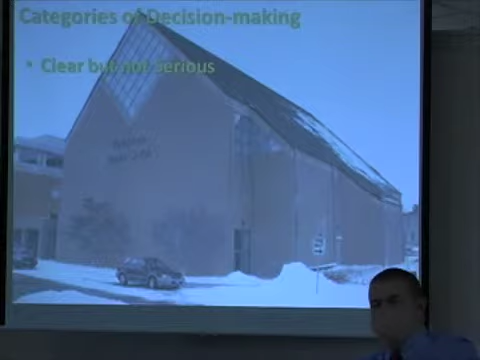 Categories of Decision-making
• Clear but not Serious